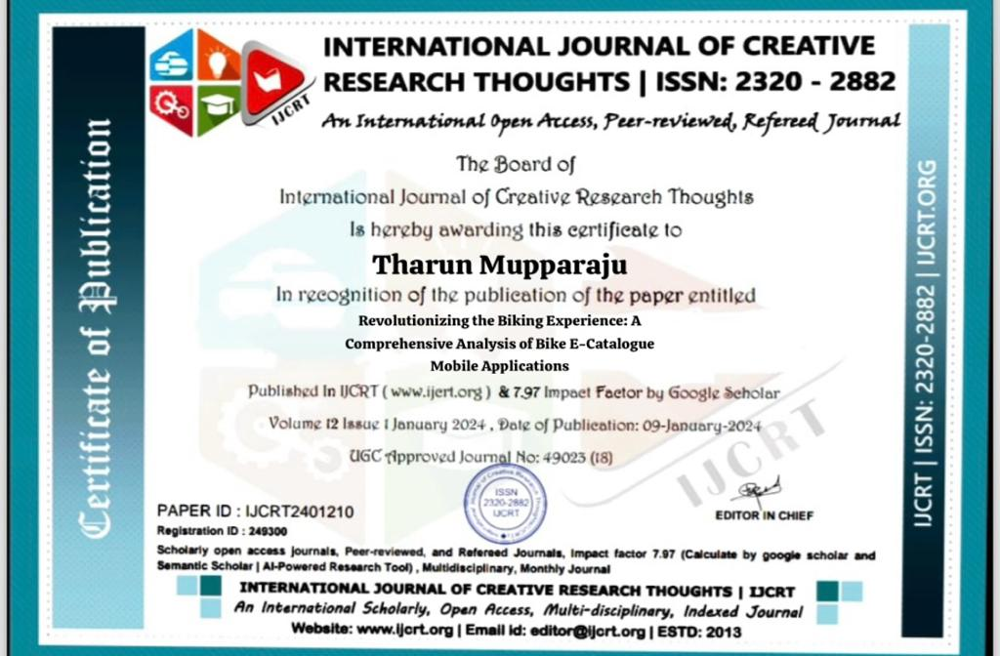 INTERNATIONAL JOURNAL OF CREATIVE
RESEARCH THOUGHTS | ISSN: 2320 - 2882
An International Open Access, Peer-reviewed, Refereed Journal
IJCRT
Certificate of Publication
The Board of
International Journal of Creative Research Thoughts
Is hereby awarding this certificate to
Tharun Mupparaju
In recognition of the publication of the paper entitled
Revolutionizing the Biking Experience: A
Comprehensive Analysis of Bike E-Catalogue
Mobile Applications
Published In IJCRT ( www.ijcrt.org ) & 7.97 Impact Factor by Google Scholar
Volume 12 Issue 1 January 2024 , Date of Publication: 09-January-2024
UGC Approved Journal No: 49023 (18)
IJCRT
ISSN
2320-2882
IJCRT
PAPER ID : IJCRT2401210
Registration ID : 249300
EDITOR IN CHIEF
Scholarly open access journals, Peer-reviewed, and Refereed Journals, Impact factor 7.97 (Calculate by google scholar and
Semantic Scholar | AI-Powered Research Tool) , Multidisciplinary, Monthly Journal
INTERNATIONAL JOURNAL OF CREATIVE RESEARCH THOUGHTS | IJCRT
An International Scholarly, Open Access, Multi-disciplinary, Indexed Journal
Website: www.ijcrt.org | Email id: editor@ijcrt.org | ESTD: 2013
IJCRT | ISSN: 2320-2882 | IJCRT.ORG